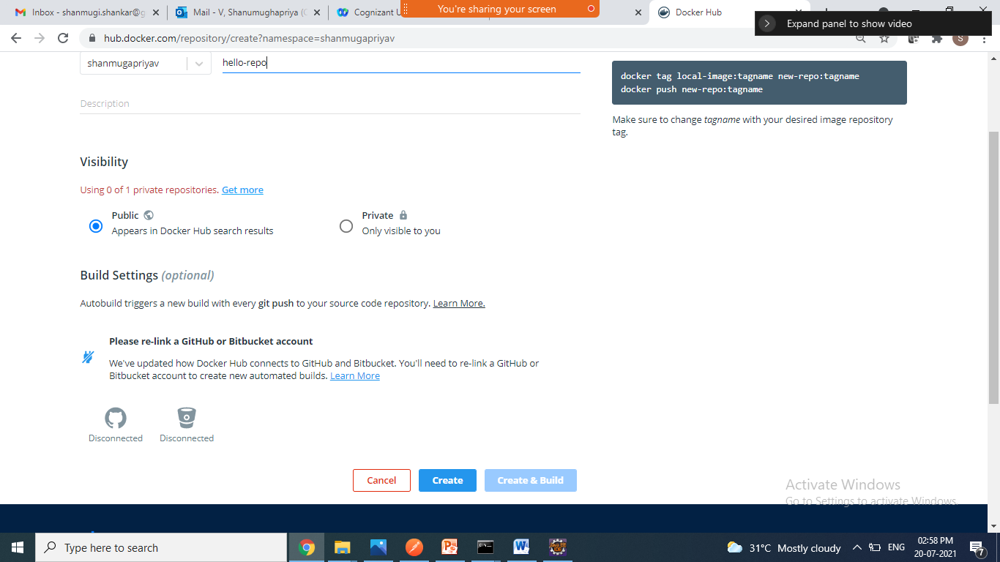 Inbox - shanmugi.shankar@g
Mail - V, Shanumughapriya (C
Cognizant U
You're sharing your screen
Docker Hub
Expand panel to show video
hub.docker.com/repository/create?namespace=shanmugapriyav
S
shanmugapriyav
hello-repo
docker tag local-image:tagname new-repo:tagname
docker push new-repo:tagname
Description
Make sure to change tagname with your desired image repository
tag.
Visibility
Using 0 of 1 private repositories. Get more
Public
Appears in Docker Hub search results
Private
Only visible to you
Build Settings (optional)
Autobuild triggers a new build with every git push to your source code repository. Learn More.
Please re-link a GitHub or Bitbucket account
We've updated how Docker Hub connects to GitHub and Bitbucket. You'll need to re-link a GitHub or
Bitbucket account to create new automated builds. Learn More
Disconnected
Disconnected
Cancel
Create
Create & Build
Activate Windows
Go to Settings to activate Windows.
Type here to search
31°C Mostly cloudy
ENG
02:58 PM
20-07-2021
7